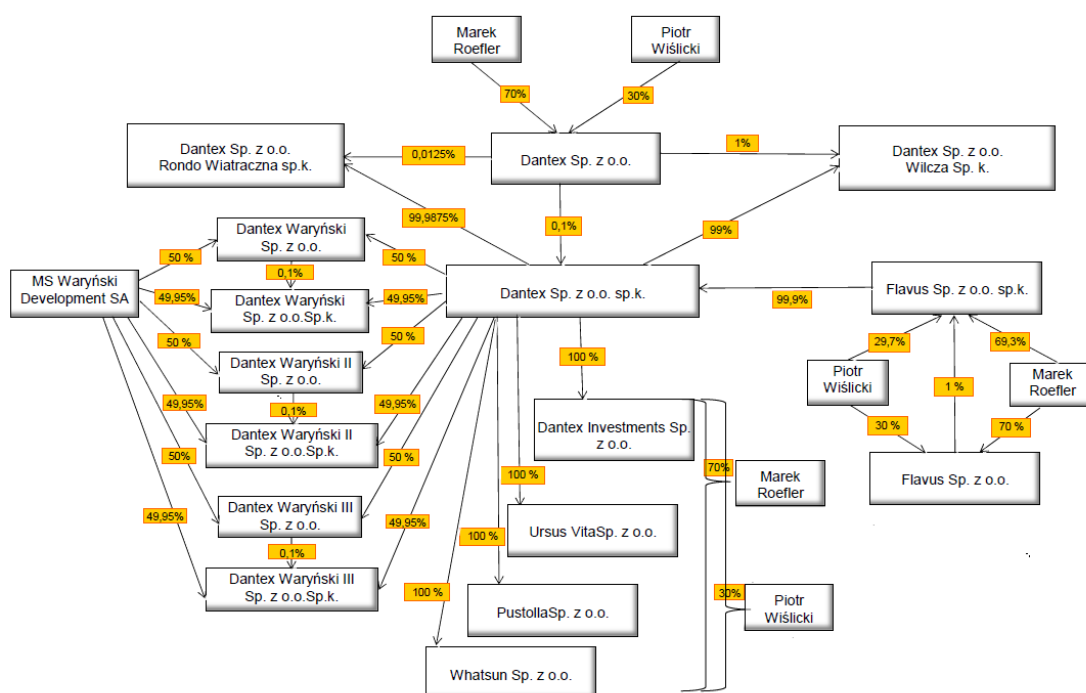 Marek
Roefler
Piotr
Wiślicki
70%
30%
Dantex Sp. z o.o.
Rondo Wiatraczna sp.k.
0,0125%
Dantex Sp. z o.o.
1%
Dantex Sp. z o.o.
Wilcza Sp. k.
99,9875%
0,1%
99%
Dantex Waryński
Sp. z o.o.
50 %
50 %
0,1%
MS Waryński
Development SA
49,95%
Dantex Waryński
Sp. z o.o.Sp.k.
49,95%
Dantex Sp. z o.o. sp.k.
99,9%
Flavus Sp. z o.o. sp.k.
50 %
50 %
29,7%
69,3%
Dantex Waryński II
Sp. z o.o.
100 %
Piotr
Wiślicki
1 %
Marek
Roefler
49,95%
0,1%
49,95%
Dantex Waryński II
Sp. z o.o.Sp.k.
Dantex Investments Sp.
z o.o.
30 %
70 %
50%
50 %
70%
Marek
Roefler
Flavus Sp. z o.o.
100 %
Dantex Waryński III
Sp. z o.o.
49,95%
49,95%
Ursus VitaSp. z o.o.
100 %
0,1%
Dantex Waryński III
Sp. z o.o.Sp.k.
100 %
30%
Piotr
Wiślicki
PustollaSp. z o.o.
Whatsun Sp. z o.o.